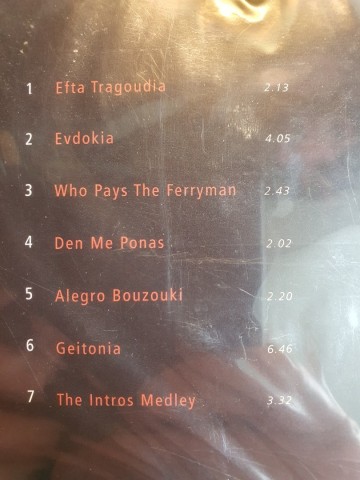 1 Efta Tragoudia 2.13
2 Evdokia 4.05
3 Who Pays The Ferryman 2.43
4 Den Me Ponas 2.02
5 Alegro Bouzouki 2.20
6 Geitonia 6.46
7 The Intros Medley 3.32